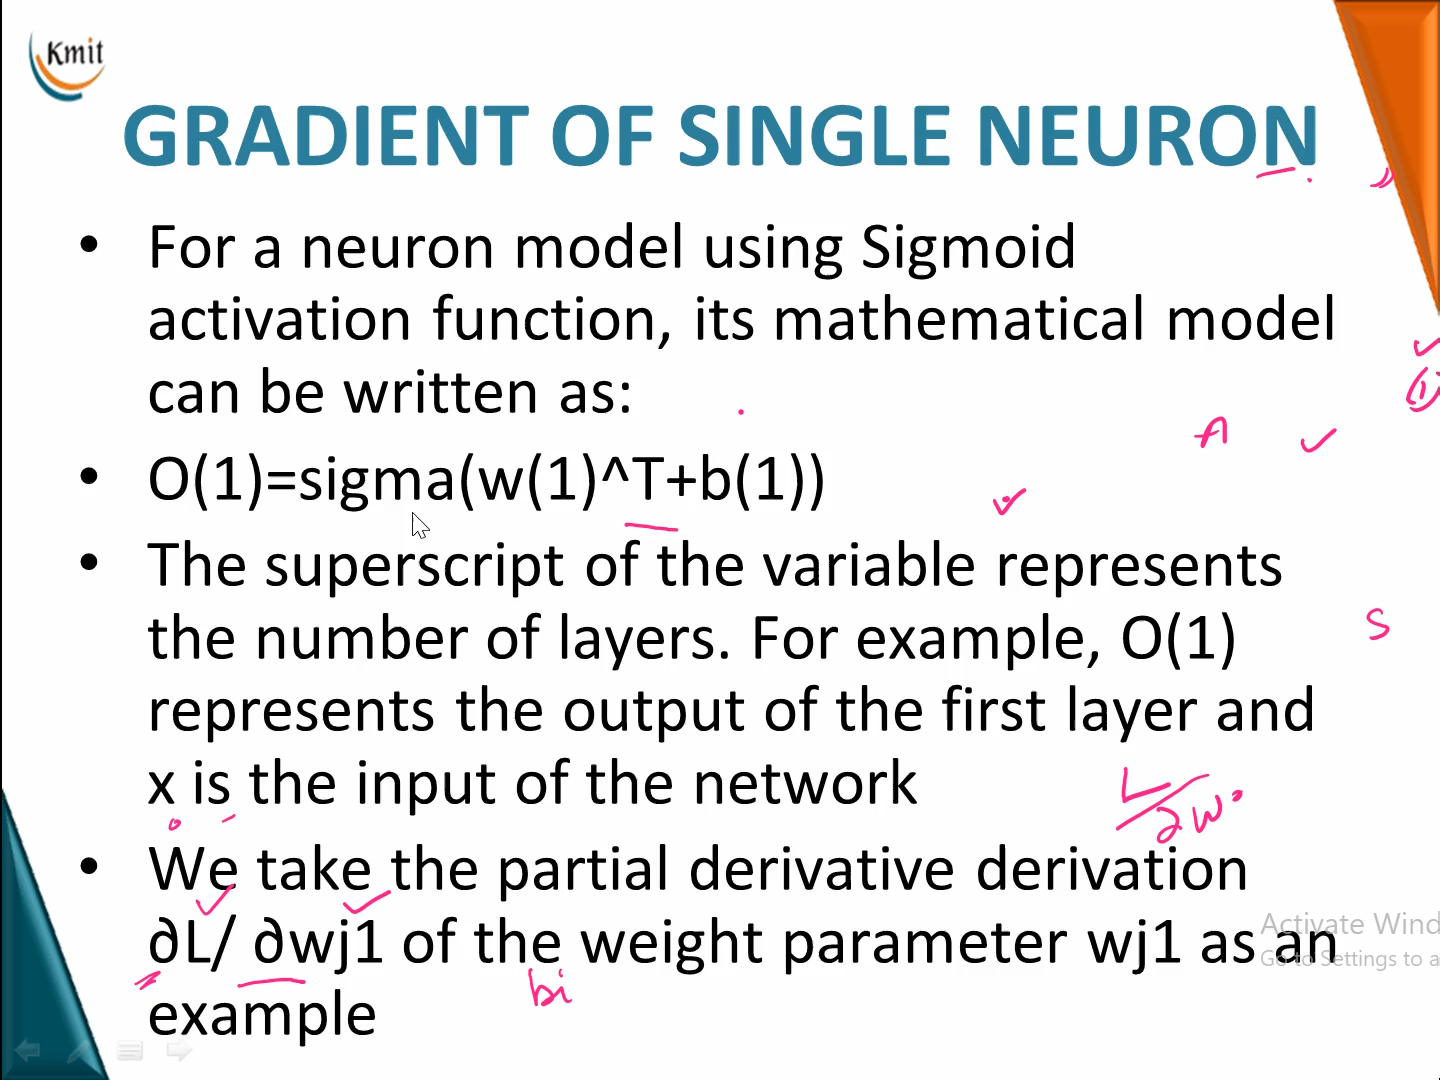 Kmit
GRADIENT OF SINGLE NEURON
• For a neuron model using Sigmoid
activation function, its mathematical model
can be written as:
• O(1)=sigma(w(1)^T+b(1))
• The superscript of the variable represents
the number of layers. For example, O(1)
represents the output of the first layer and
x is the input of the network
• We take the partial derivative derivation
∂L/ ∂wj1 of the weight parameter wj1 as an
example
A
(1)
S
L/∂w
bi
Activate Wind
Go to Settings to a